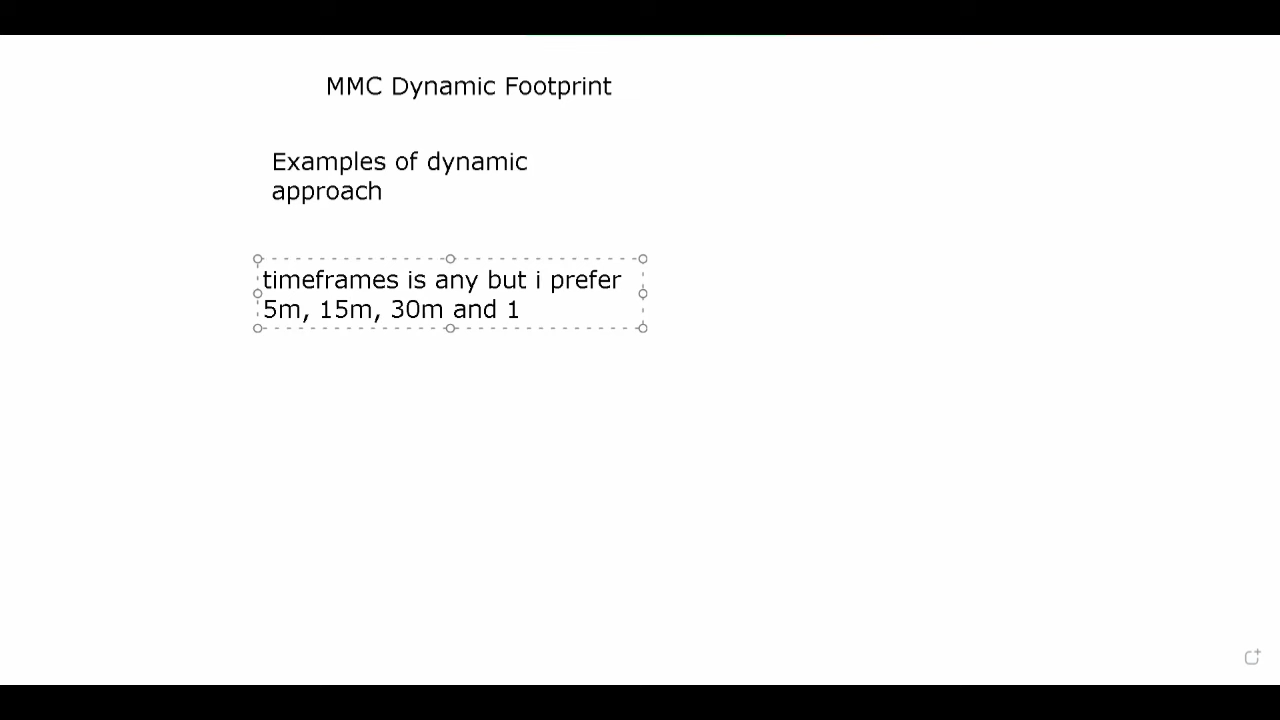 MMC Dynamic Footprint
Examples of dynamic
approach
timeframes is any but i prefer
5m, 15m, 30m and 1